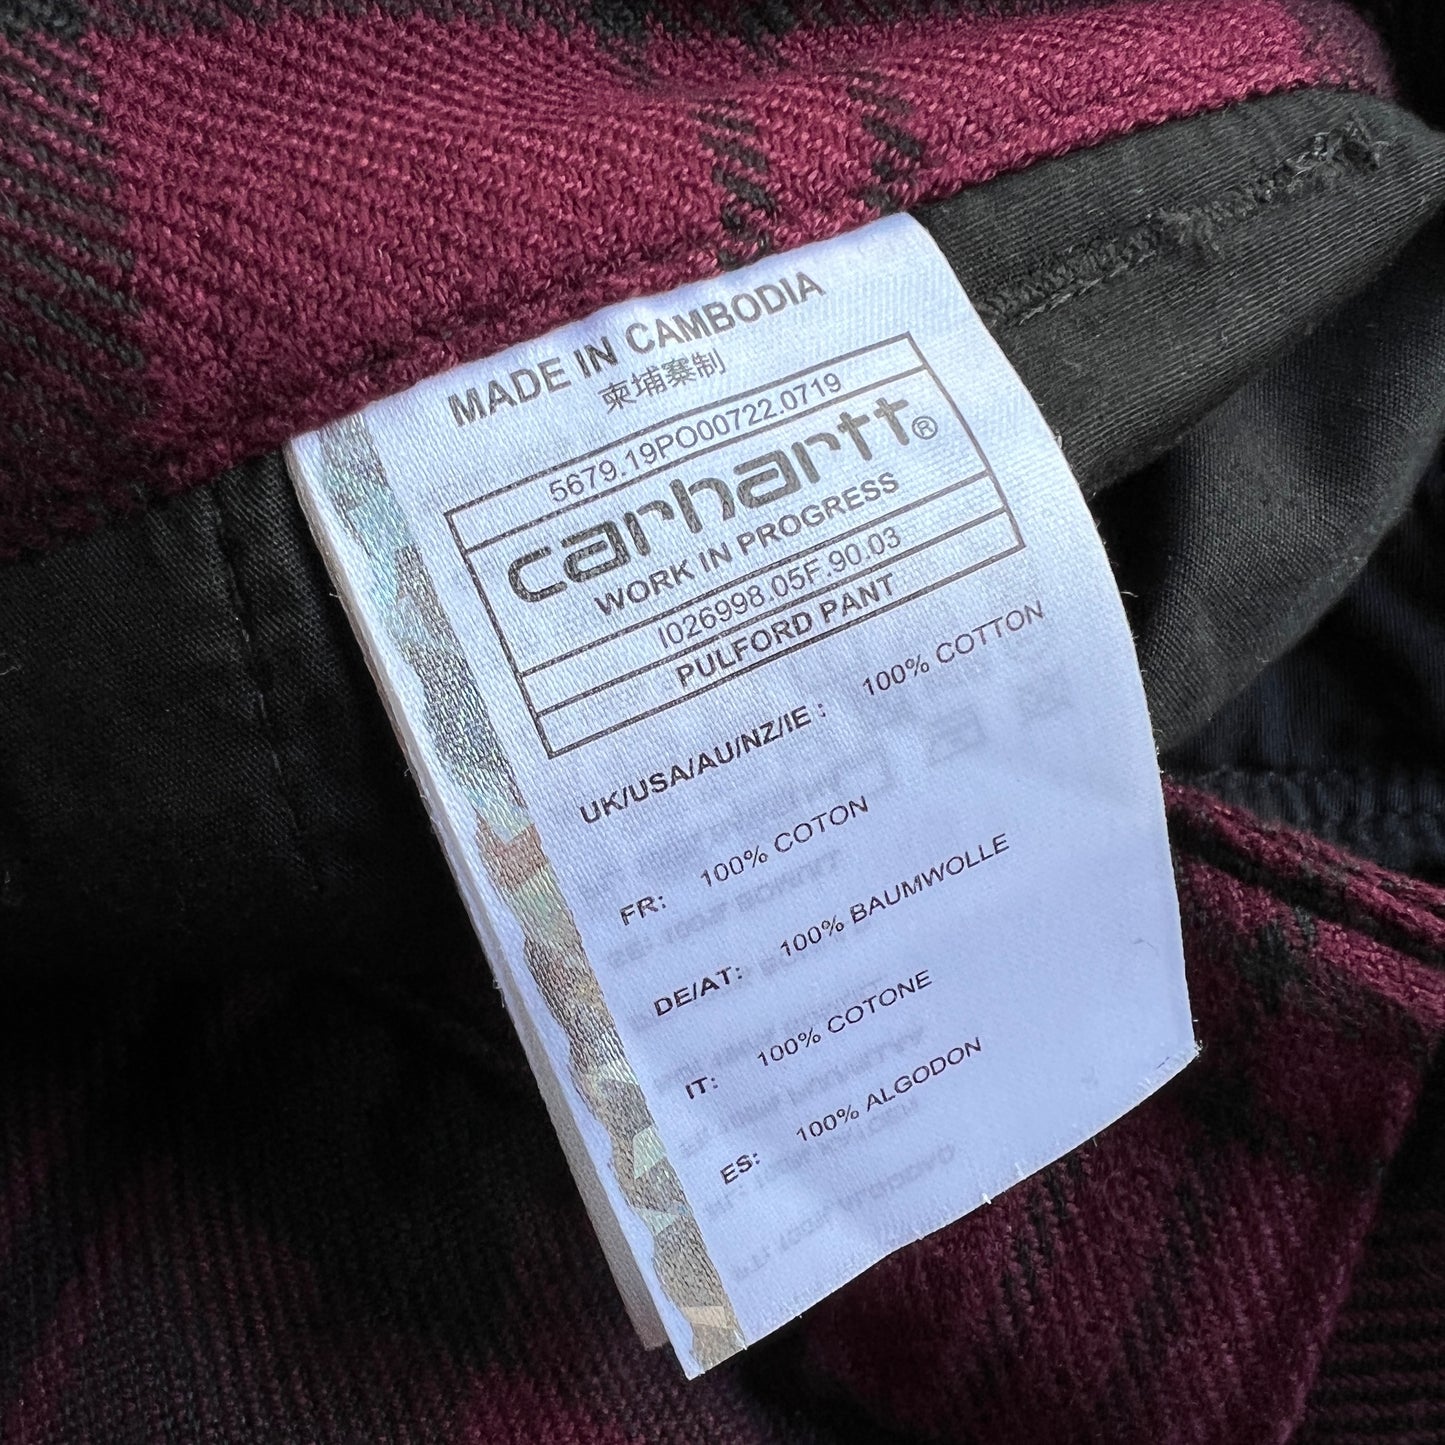 MADE IN CAMBODIA
柬埔寨制
5679.19PO00722.0719
carhartt®
WORK IN PROGRESS
I026998.05F.90.03
PULFORD PANT
UK/USA/AU/NZ/IE : 100% COTTON
FR: 100% COTON
DE/AT: 100% BAUMWOLLE
IT: 100% COTONE
ES: 100% ALGODON